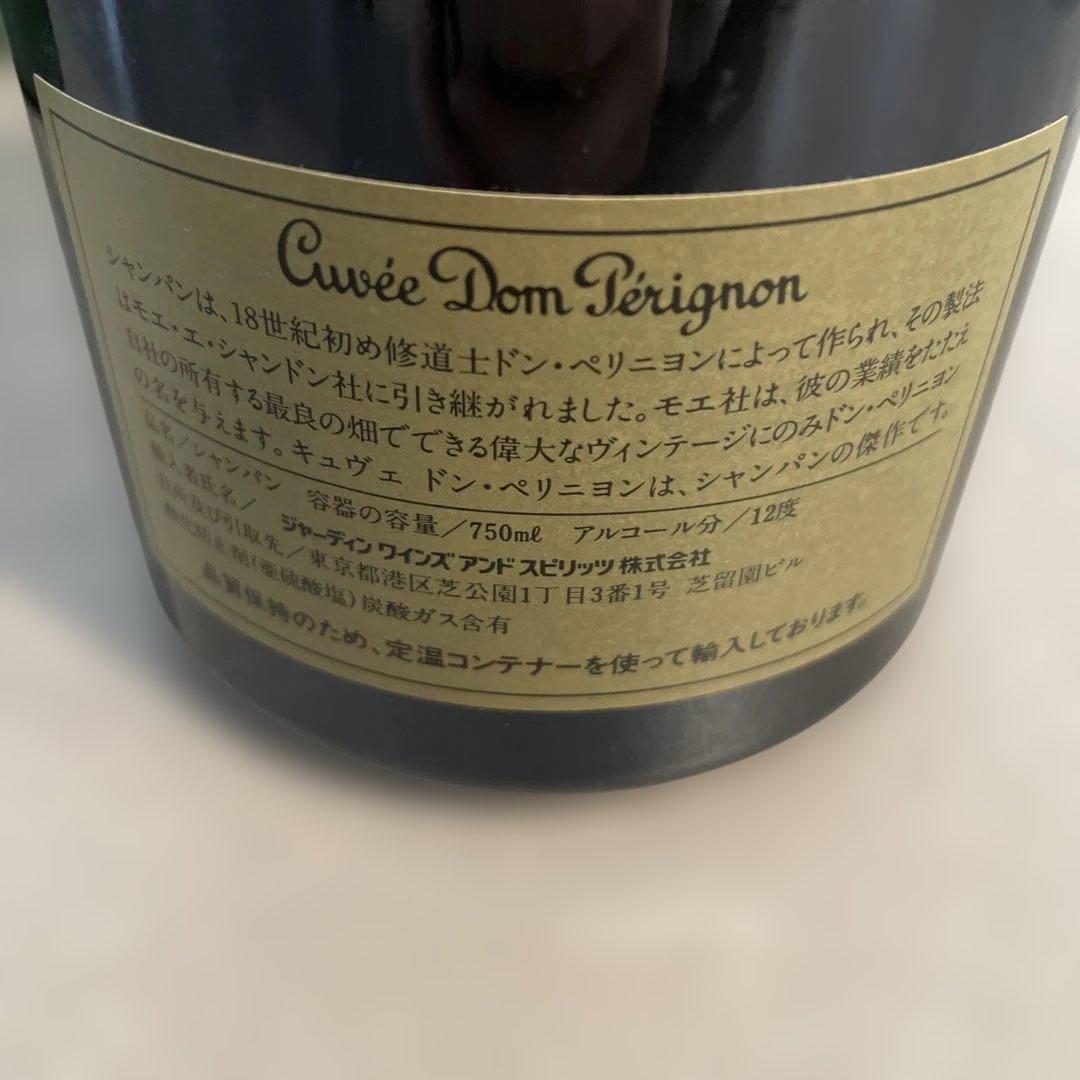 Cuvée Dom Pérignon
シャンパンは、18世紀初め修道士ドン・ペリニヨンによって作られ、その製法
はモエ・エ・シャンドン社に引き継がれました。モエ社は、彼の業績をたたえ
自社の所有する最良の畑でできる偉大なヴィンテージにのみドン・ペリニヨン
の名を与えます。キュヴェ ドン・ペリニヨンは、シャンパンの傑作です。
品名／シャンパン 容器の容量／750mℓ アルコール分／12度
輸入者氏名／ ジャーディン ワインズ アンド スピリッツ 株式会社
住所及び引取先／東京都港区芝公園1丁目3番1号 芝留園ビル
酸化防止剤(亜硫酸塩)炭酸ガス含有
品質保持のため、定温コンテナーを使って輸入しております。